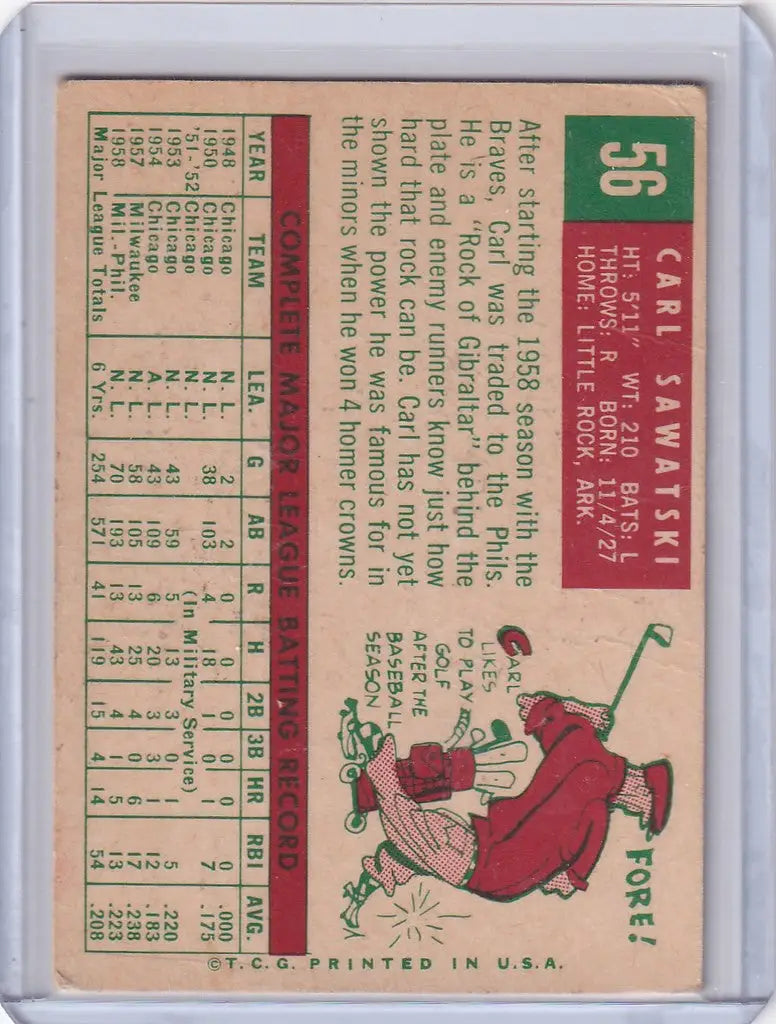 56
CARL SAWATSKI
HT: 5'11" WT: 210 BATS: L
THROWS: R BORN: 11/4/27
HOME: LITTLE ROCK, ARK.
After starting the 1958 season with the
Braves, Carl was traded to the Phils.
He is a "Rock of Gibraltar" behind the
plate and enemy runners know just how
hard that rock can be. Carl has not yet
shown the power he was famous for in
the minors when he won 4 homer crowns.
FORE!
CARL
LIKES
TO PLAY
GOLF
AFTER THE
BASEBALL
SEASON
COMPLETE MAJOR LEAGUE BATTING RECORD
YEAR TEAM LEA. G AB R H 2B 3B HR RBI AVG.
1948 Chicago N. L. 2 2 0 0 0 0 0 0 .000
1950 Chicago N. L. 38 103 4 18 1 0 1 7 .175
'51-'52 (In Military Service)
1953 Chicago N. L. 43 59 5 13 3 0 1 5 .220
1954 Chicago A. L. 43 109 6 20 3 3 1 12 .183
1957 Milwaukee N. L. 58 105 13 25 4 0 6 17 .238
1958 Mil.-Phil. N. L. 70 193 13 43 4 1 5 13 .223
Major League Totals 6 Yrs. 254 571 41 119 15 4 14 54 .208
© T. C. G. PRINTED IN U.S.A.